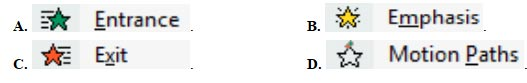 A. Entrance . B. Emphasis .
C. Exit . D. Motion Paths .